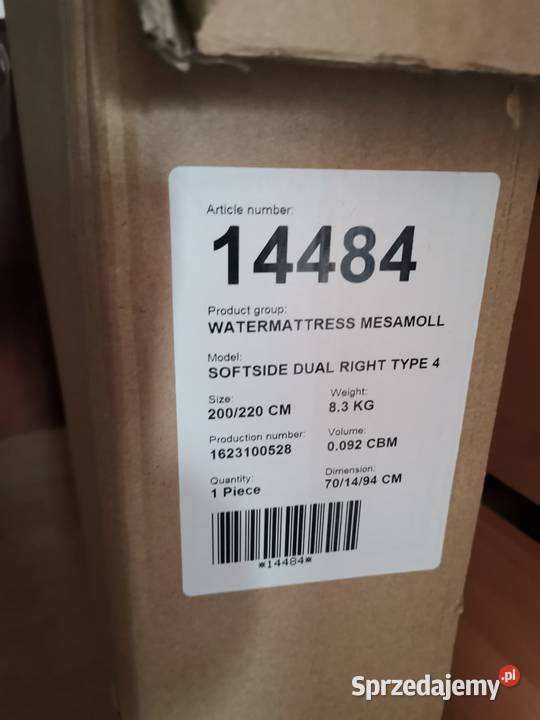 Article number:
14484
Product group:
WATERMATTRESS MESAMOLL
Model:
SOFTSIDE DUAL RIGHT TYPE 4
Size: Weight:
200/220 CM 8.3 KG
Production number: Volume:
1623100528 0.092 CBM
Quantity: Dimension:
1 Piece 70/14/94 CM
*14484*
Sprzedajemy.pl